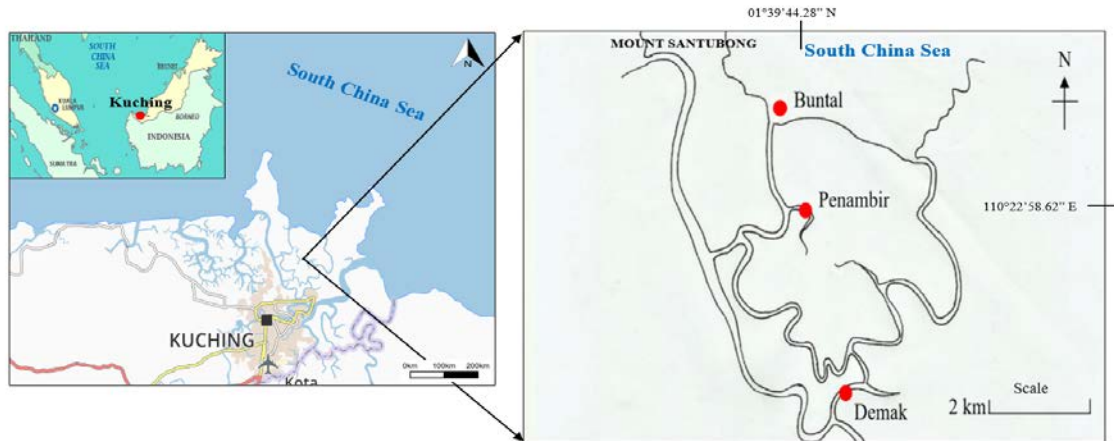 THAILAND
SOUTH
CHINA
SEA
BRUNEI
KUALA
LUMPUR
Kuching
BORNEO
INDONESIA
SUMATRA
N
South China Sea
KUCHING
Kota
0km 100km 200km
01°39'44.28" N
MOUNT SANTUBONG
South China Sea
N
Buntal
Penambir
110°22'58.62" E
Demak
Scale
2 km